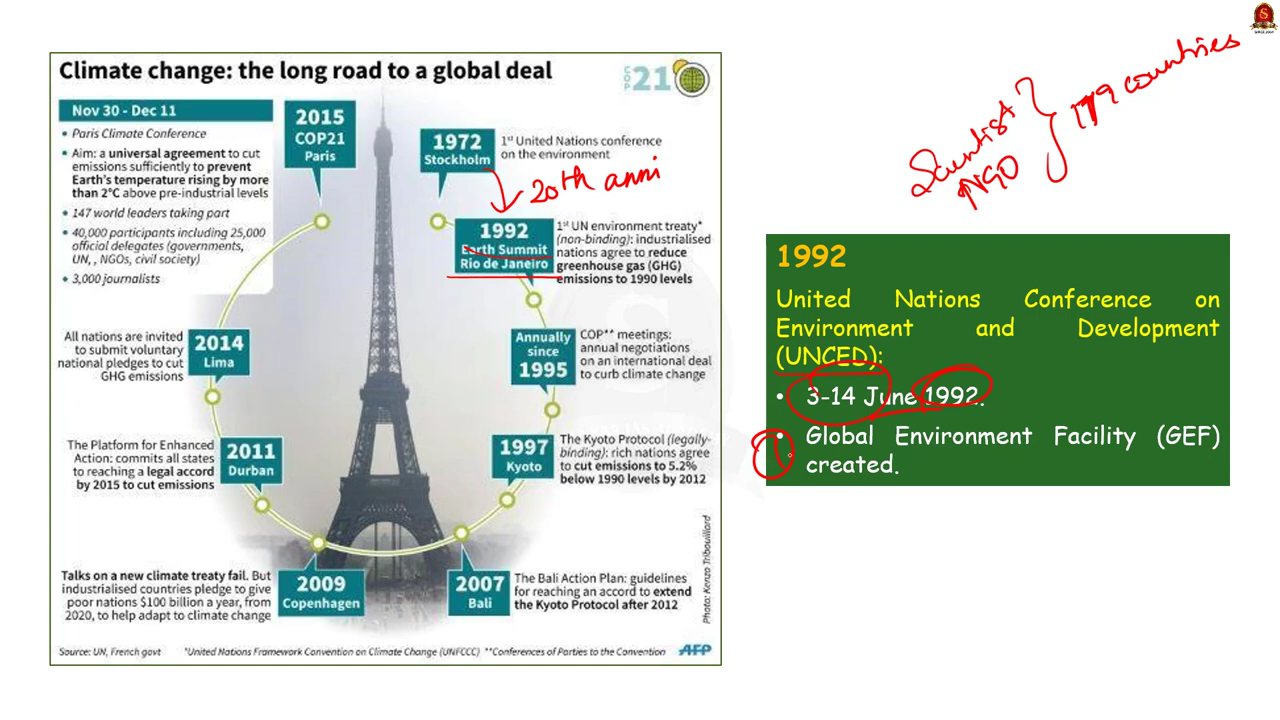 Climate change: the long road to a global deal
COP 21
Nov 30 - Dec 11
• Paris Climate Conference
• Aim: a universal agreement to cut
emissions sufficiently to prevent
Earth's temperature rising by more
than 2°C above pre-industrial levels
• 147 world leaders taking part
• 40,000 participants including 25,000
official delegates (governments,
UN, , NGOs, civil society)
• 3,000 journalists
2015
COP21
Paris
1972
Stockholm
1st United Nations conference
on the environment
20th anni
1992
Earth Summit
Rio de Janeiro
1st UN environment treaty*
(non-binding): industrialised
nations agree to reduce
greenhouse gas (GHG)
emissions to 1990 levels
Annually
since
1995
COP** meetings:
annual negotiations
on an international deal
to curb climate change
1997
Kyoto
The Kyoto Protocol (legally-
binding): rich nations agree
to cut emissions to 5.2%
below 1990 levels by 2012
2007
Bali
The Bali Action Plan: guidelines
for reaching an accord to extend
the Kyoto Protocol after 2012
2009
Copenhagen
Talks on a new climate treaty fail. But
industrialised countries pledge to give
poor nations $100 billion a year, from
2020, to help adapt to climate change
2011
Durban
The Platform for Enhanced
Action: commits all states
to reaching a legal accord
by 2015 to cut emissions
2014
Lima
All nations are invited
to submit voluntary
national pledges to cut
GHG emissions
Photo: Kenzo Tribouillard
Source: UN, French govt *United Nations Framework Convention on Climate Change (UNFCCC) **Conferences of Parties to the Convention AFP
Scientist
NGO
179 countries
1992
United Nations Conference on
Environment and Development
(UNCED):
• 3-14 June 1992.
• Global Environment Facility (GEF)
created.